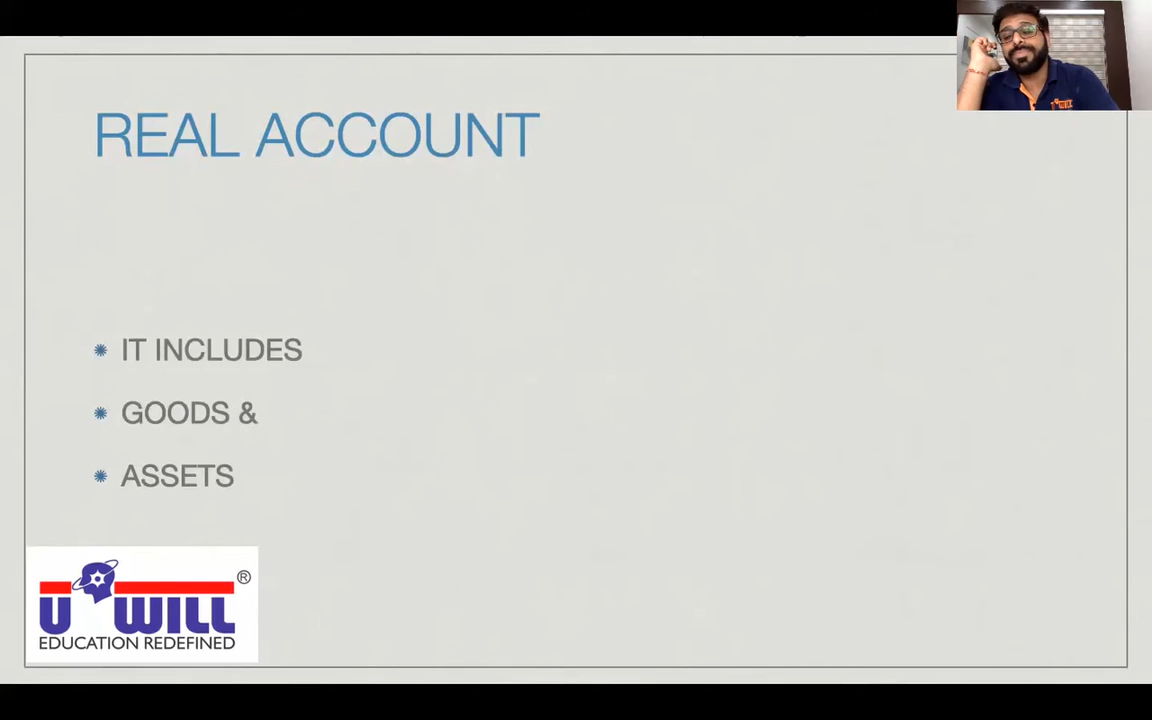 REAL ACCOUNT
IT INCLUDES
GOODS &
ASSETS
U WILL ®
EDUCATION REDEFINED